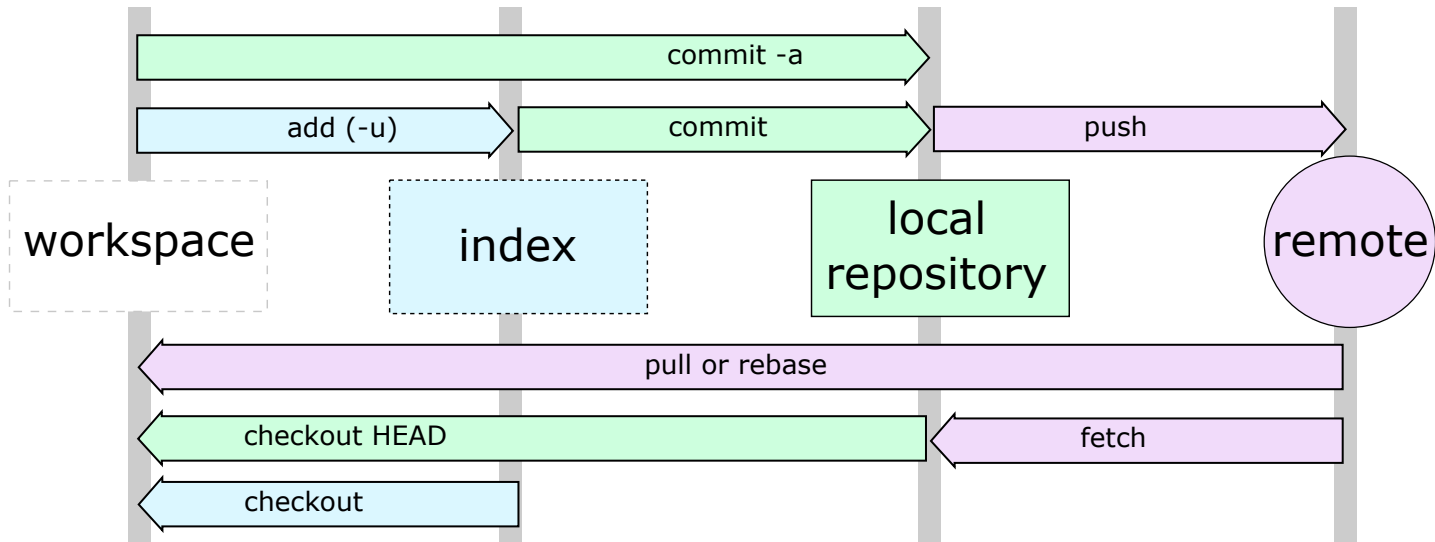 commit -a
add (-u)
commit
push
workspace
index
local
repository
remote
pull or rebase
checkout HEAD
fetch
checkout